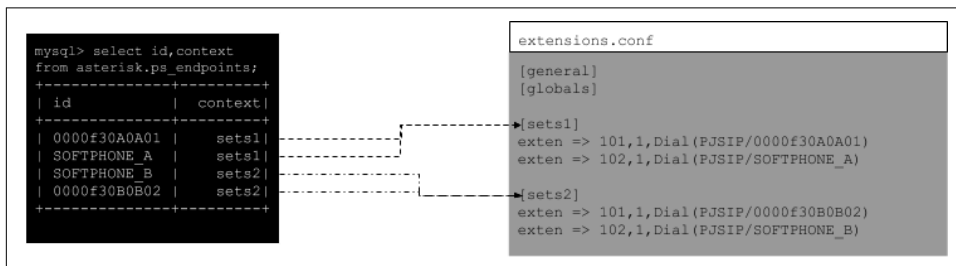 mysql> select id,context
from asterisk.ps_endpoints;
+---------------+---------+
| id            | context|
+---------------+---------+
| 0000f30A0A01 |   sets1|
| SOFTPHONE_A  |   sets1|
| SOFTPHONE_B  |   sets2|
| 0000f30B0B02 |   sets2|
+---------------+---------+
extensions.conf
[general]
[globals]
[sets1]
exten => 101,1,Dial(PJSIP/0000f30A0A01)
exten => 102,1,Dial(PJSIP/SOFTPHONE_A)
[sets2]
exten => 101,1,Dial(PJSIP/0000f30B0B02)
exten => 102,1,Dial(PJSIP/SOFTPHONE_B)